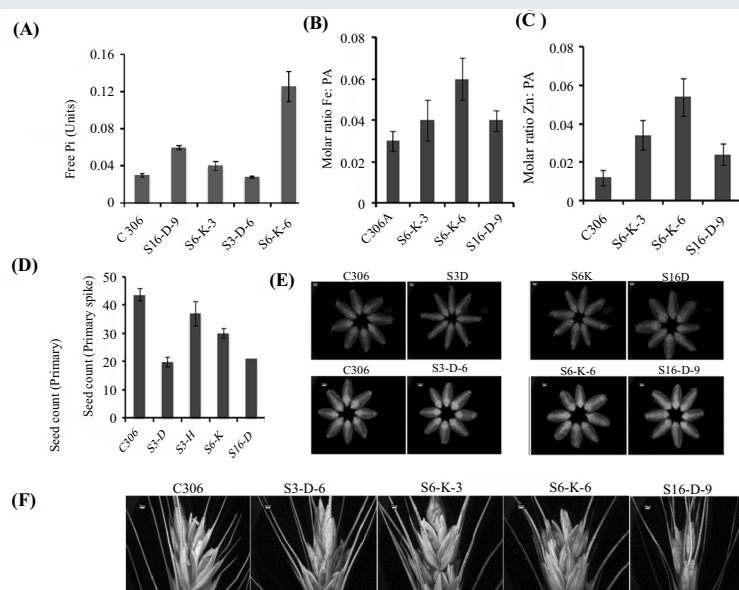 (A)
0.16
0.12
0.08
0.04
0
Free Pi (Units)
C306
S16-D-9
S6-K-3
S3-D-6
S6-K-6
(B)
0.08
0.06
0.04
0.02
0
Molar ratio Fe: PA
C306A
S6-K-3
S6-K-6
S16-D-9
(C)
0.08
0.06
0.04
0.02
0
Molar ratio Zn: PA
C306
S6-K-3
S6-K-6
S16-D-9
(D)
50
40
30
20
10
0
Seed count (Primary)
Seed count (Primary spike)
C306
S3-D
S3-H
S6-K
S16-D
(E)
C306
S3D
S6K
S16D
C306
S3-D-6
S6-K-6
S16-D-9
(F)
C306
S3-D-6
S6-K-3
S6-K-6
S16-D-9